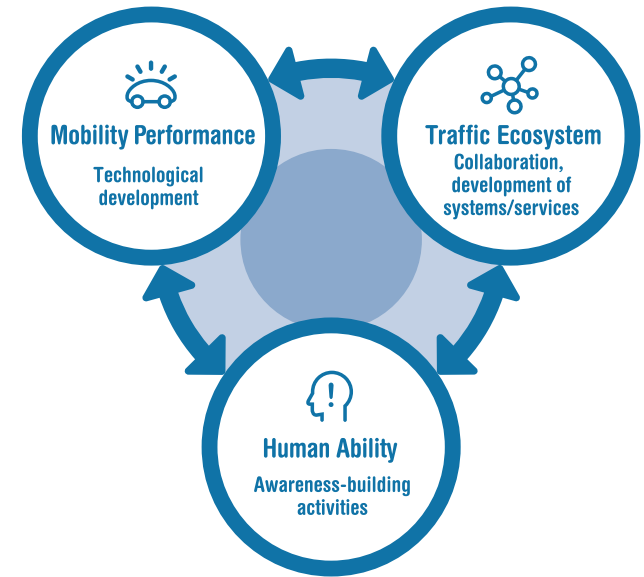 Mobility Performance
Technological
development
Traffic Ecosystem
Collaboration,
development of
systems/services
Human Ability
Awareness-building
activities